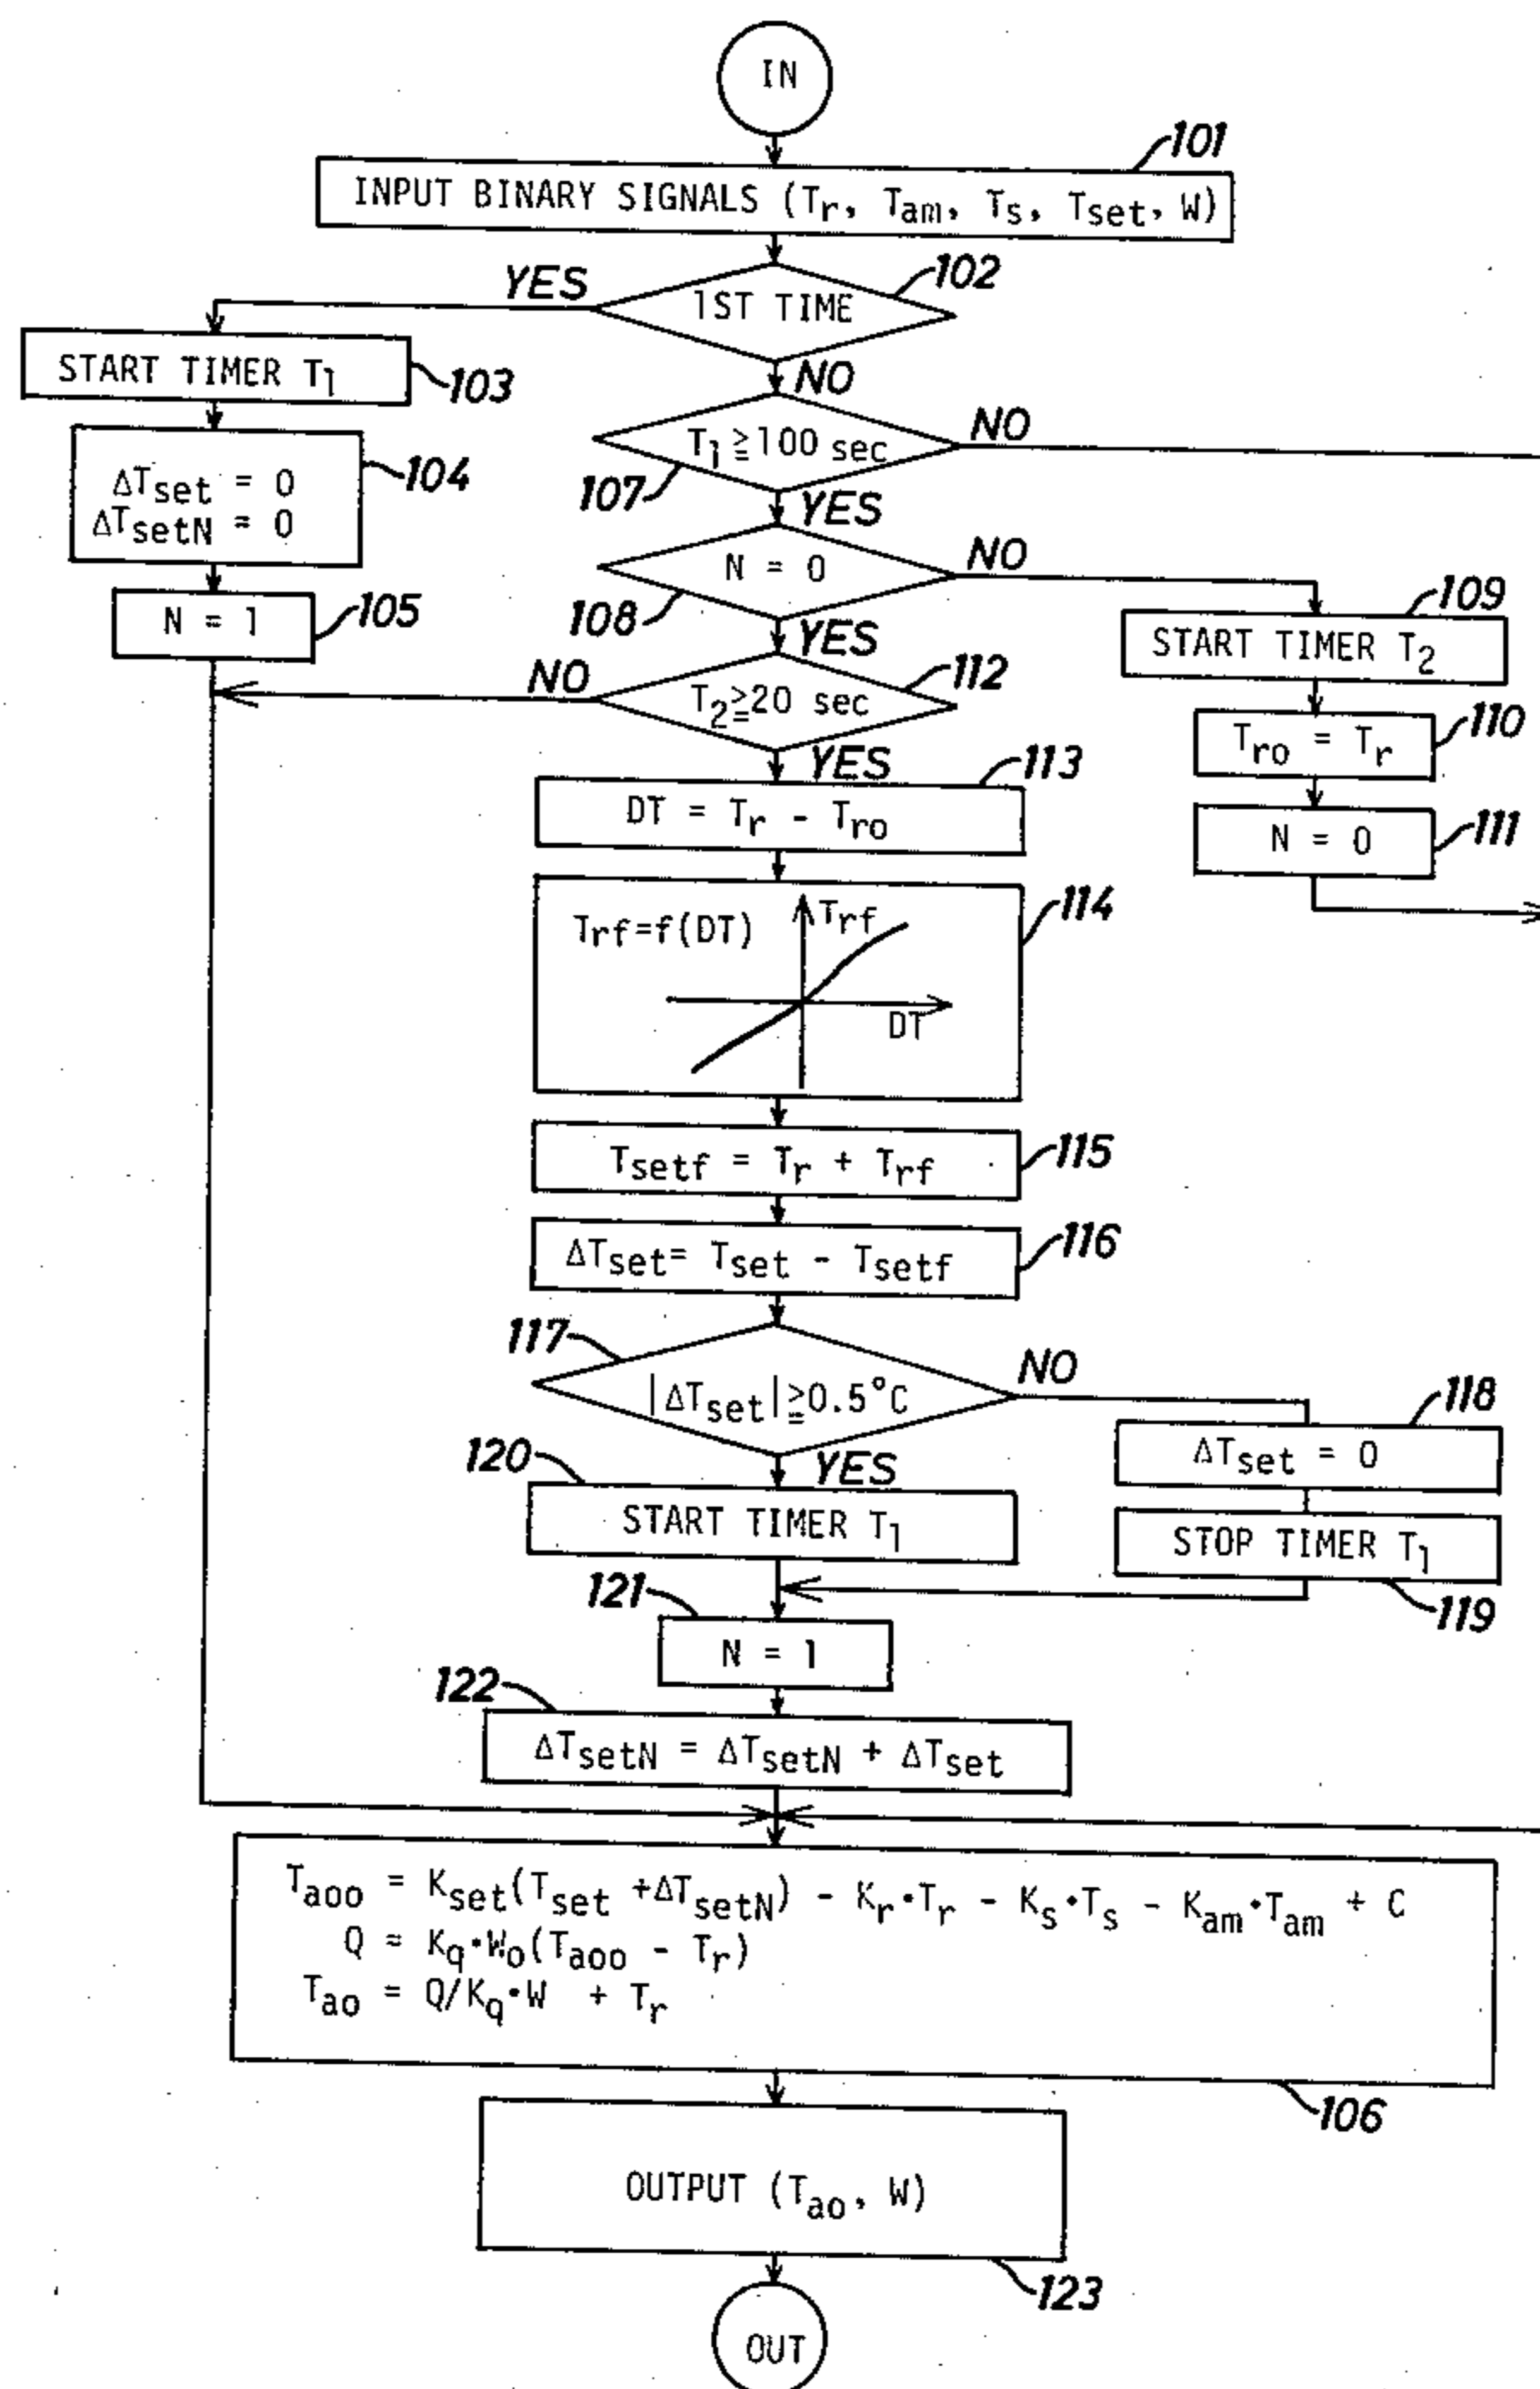 IN
101
INPUT BINARY SIGNALS (Tr, Tam, Ts, Tset, W)
102
YES
1ST TIME
START TIMER T1
103
NO
T1 ≧ 100 sec
NO
107
ΔTset = 0
ΔTsetN = 0
104
YES
N = 0
NO
108
N = 1
105
109
START TIMER T2
YES
NO
T2 ≧ 20 sec
112
Tro = Tr
110
YES
113
DT = Tr - Tro
N = 0
111
Trf=f(DT)
Trf
DT
114
Tsetf = Tr + Trf
115
ΔTset= Tset - Tsetf
116
117
|ΔTset| ≧ 0.5°C
NO
118
ΔTset = 0
YES
120
START TIMER T1
STOP TIMER T1
119
121
N = 1
122
ΔTsetN = ΔTsetN + ΔTset
Taoo = Kset(Tset +ΔTsetN) - Kr•Tr - Ks•Ts - Kam•Tam + C
Q = Kq•Wo(Taoo - Tr)
Tao = Q/Kq•W + Tr
106
OUTPUT (Tao, W)
123
OUT